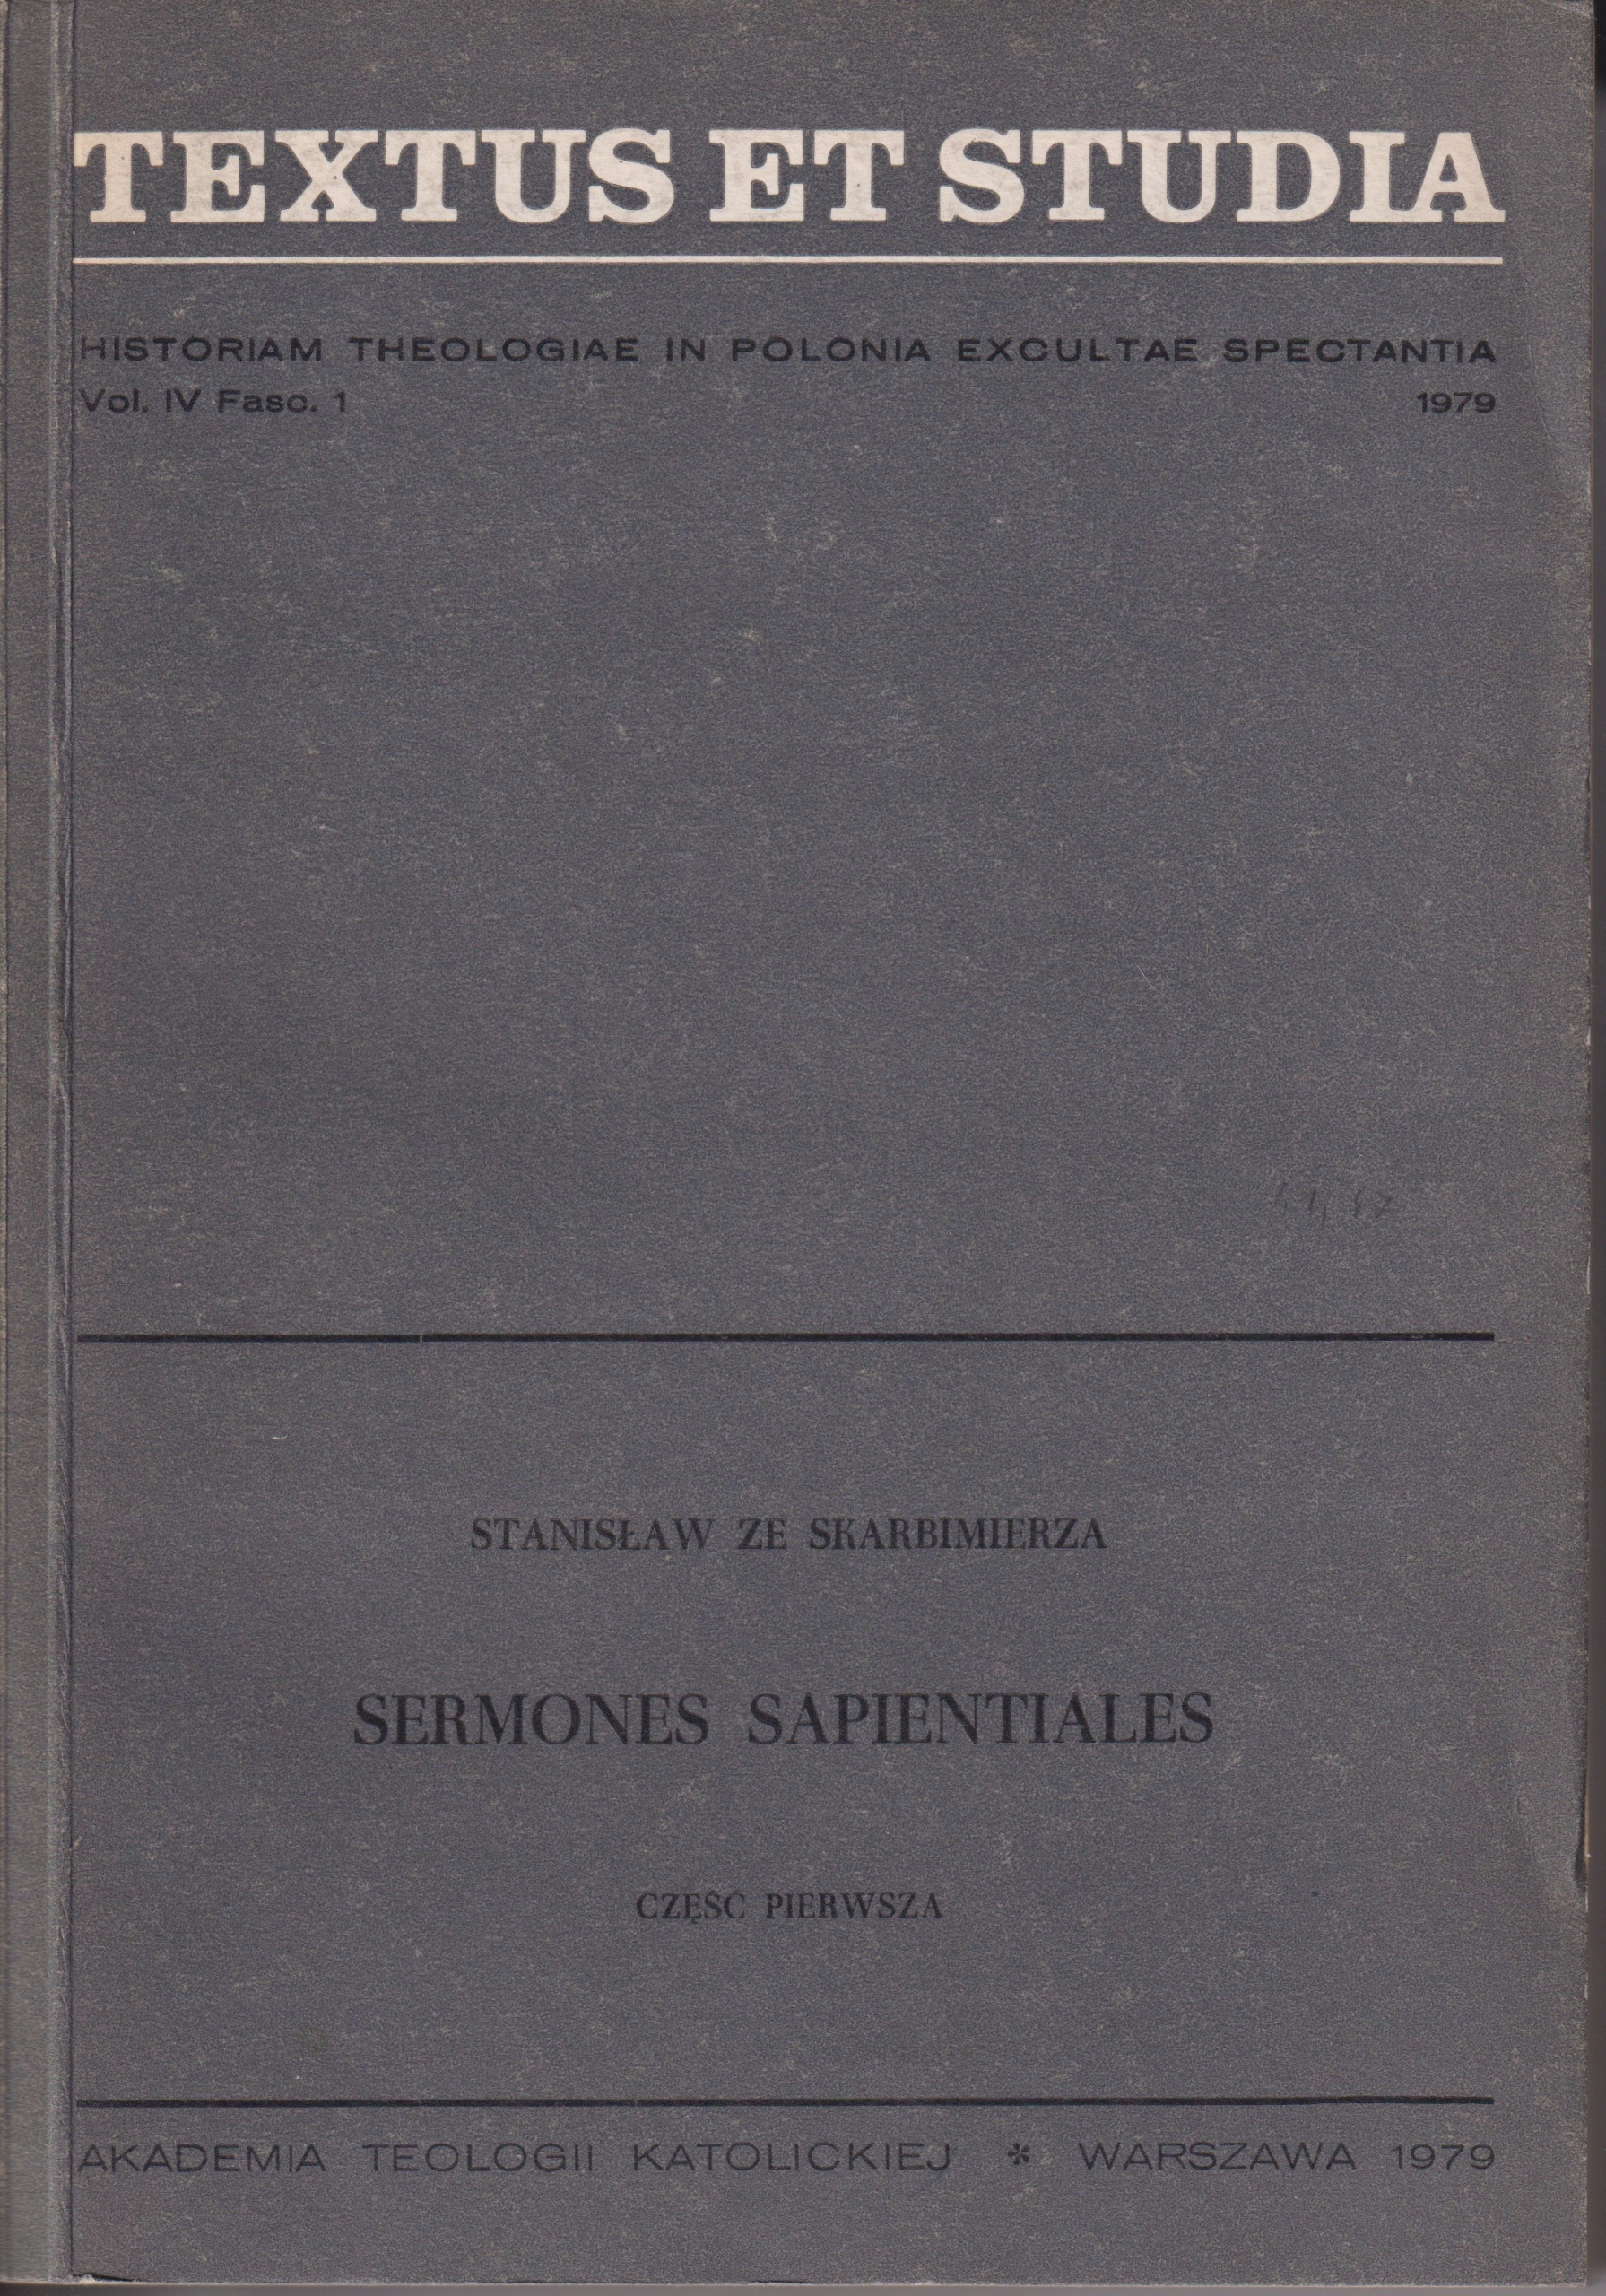 TEXTUS ET STUDIA
HISTORIAM THEOLOGIAE IN POLONIA EXCULTAE SPECTANTIA
Vol. IV Fasc. 1 1979
STANISŁAW ZE SKARBIMIERZA
SERMONES SAPIENTIALES
CZĘŚĆ PIERWSZA
AKADEMIA TEOLOGII KATOLICKIEJ * WARSZAWA 1979